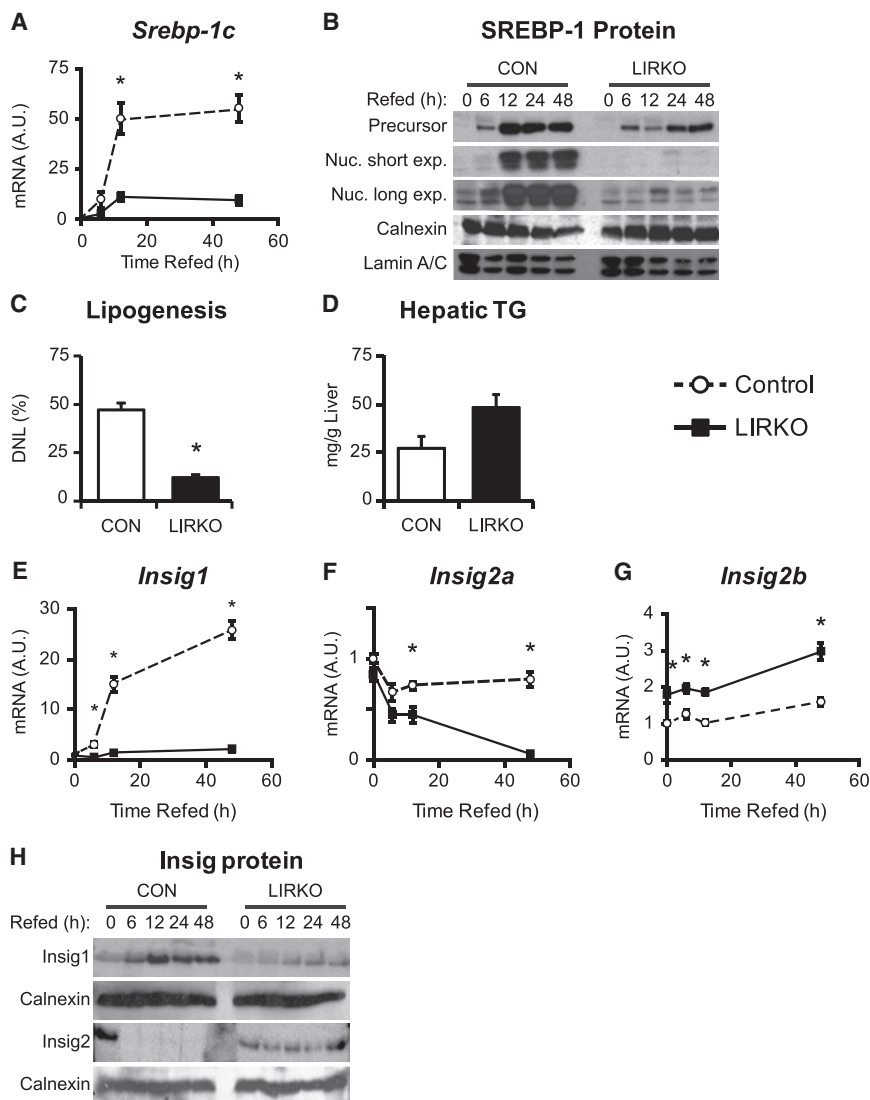 A
Srebp-1c
mRNA (A.U.)
75
50
25
0
*
*
0 20 40 60
Time Refed (h)
B
SREBP-1 Protein
CON LIRKO
Refed (h): 0 6 12 24 48 0 6 12 24 48
Precursor
Nuc. short exp.
Nuc. long exp.
Calnexin
Lamin A/C
C
Lipogenesis
DNL (%)
75
50
25
0
*
CON LIRKO
D
Hepatic TG
mg/g Liver
75
50
25
0
CON LIRKO
Control
LIRKO
E
Insig1
mRNA (A.U.)
30
20
10
0
*
*
*
0 20 40 60
Time Refed (h)
F
Insig2a
mRNA (A.U.)
1
0
*
*
0 20 40 60
Time Refed (h)
G
Insig2b
mRNA (A.U.)
4
3
2
1
0
* * *
*
0 20 40 60
Time Refed (h)
H
Insig protein
CON LIRKO
Refed (h): 0 6 12 24 48 0 6 12 24 48
Insig1
Calnexin
Insig2
Calnexin